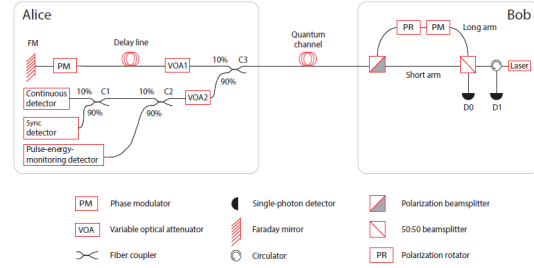 Alice
Bob
FM
PM
Delay line
VOA1
10%
C3
90%
Quantum
channel
PR
PM
Long arm
Short arm
Laser
D0
D1
Continuous
detector
10%
C1
90%
10%
C2
90%
VOA2
Sync
detector
Pulse-energy-
monitoring detector
PM
Phase modulator
Single-photon detector
Polarization beamsplitter
VOA
Variable optical attenuator
Faraday mirror
50:50 beamsplitter
Fiber coupler
Circulator
PR
Polarization rotator